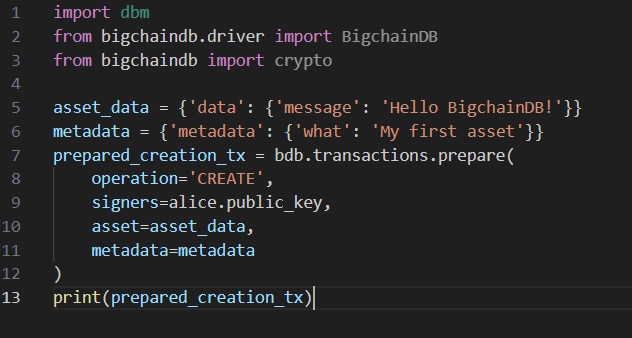 1 import dbm
2 from bigchaindb.driver import BigchainDB
3 from bigchaindb import crypto
4
5 asset_data = {'data': {'message': 'Hello BigchainDB!'}}
6 metadata = {'metadata': {'what': 'My first asset'}}
7 prepared_creation_tx = bdb.transactions.prepare(
8     operation='CREATE',
9     signers=alice.public_key,
10     asset=asset_data,
11     metadata=metadata
12 )
13 print(prepared_creation_tx)